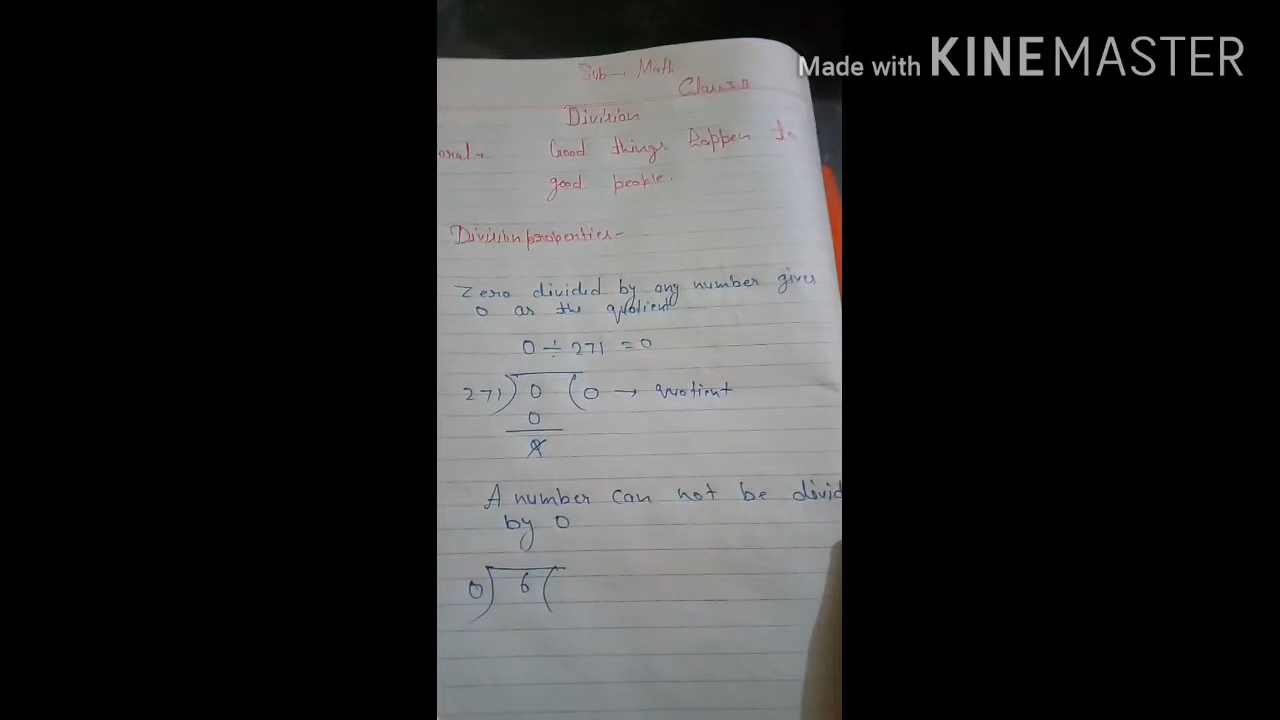 Made with KINEMASTER
Sub- Math
Class
Division
oral- Good things happen to
good people.
Division properties-
Zero divided by any number gives
0 as the quotient
0 ÷ 271 = 0
271) 0 (0 → quotient
0
A number can not be divid
by 0
0) 6 (